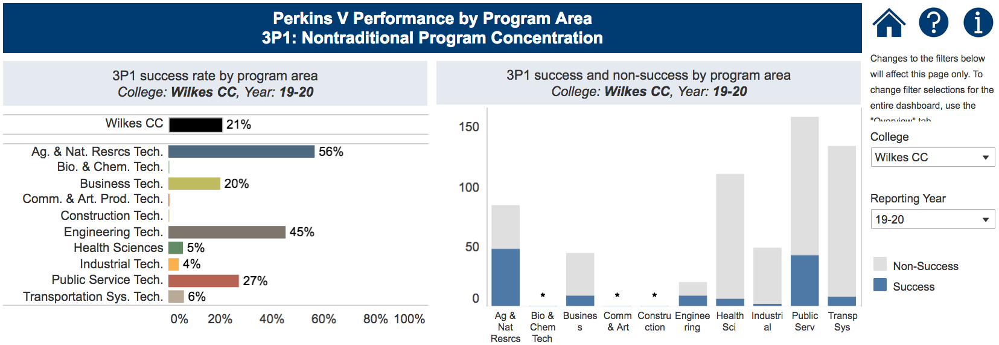 Perkins V Performance by Program Area
3P1: Nontraditional Program Concentration
3P1 success rate by program area
College: Wilkes CC, Year: 19-20
Wilkes CC 21%
Ag. & Nat. Resrcs Tech. 56%
Bio. & Chem. Tech.
Business Tech. 20%
Comm. & Art. Prod. Tech.
Construction Tech.
Engineering Tech. 45%
Health Sciences 5%
Industrial Tech. 4%
Public Service Tech. 27%
Transportation Sys. Tech. 6%
0% 20% 40% 60% 80% 100%
3P1 success and non-success by program area
College: Wilkes CC, Year: 19-20
150
100
50
0
* * *
Ag & Bio & Busines Comm Constru Enginee Health Industri Public Transp
Nat Chem s & Art ction ring Sci al Serv Sys
Resrcs Tech
?
i
Changes to the filters below
will affect this page only. To
change filter selections for the
entire dashboard, use the
"Overview" tab
College
Wilkes CC
Reporting Year
19-20
Non-Success
Success